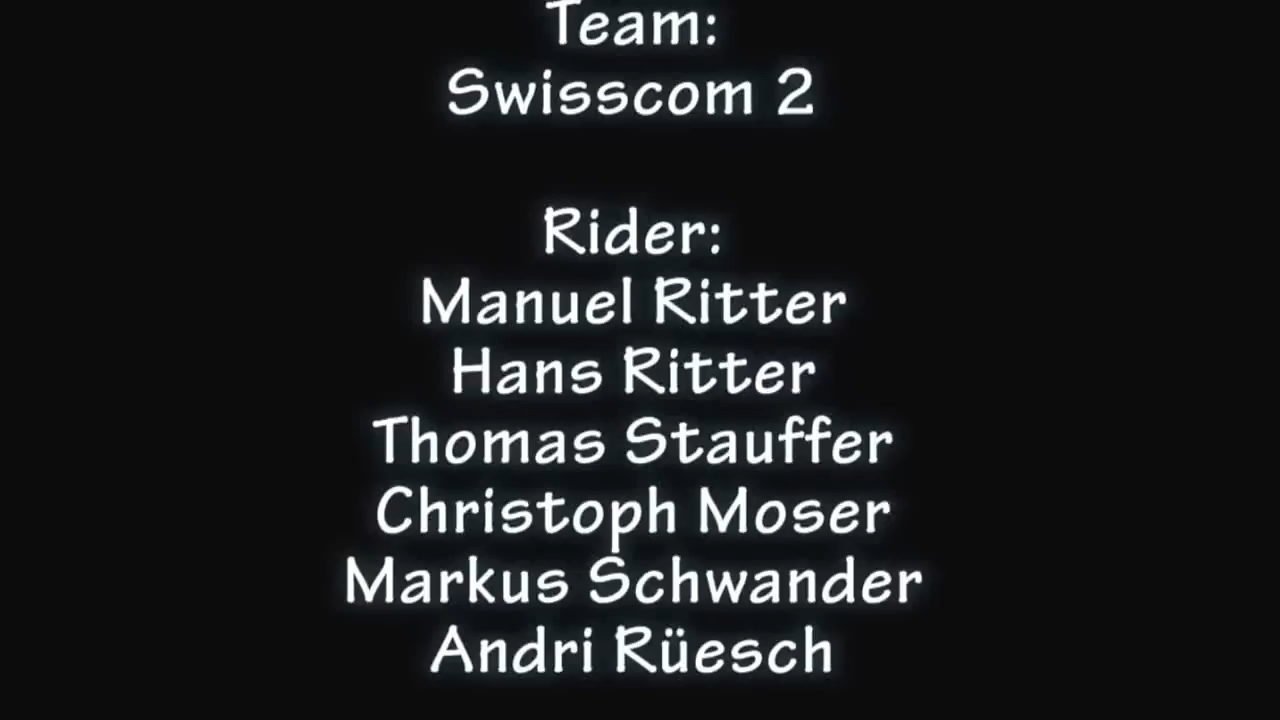 Team:
Swisscom 2
Rider:
Manuel Ritter
Hans Ritter
Thomas Stauffer
Christoph Moser
Markus Schwander
Andri Rüesch